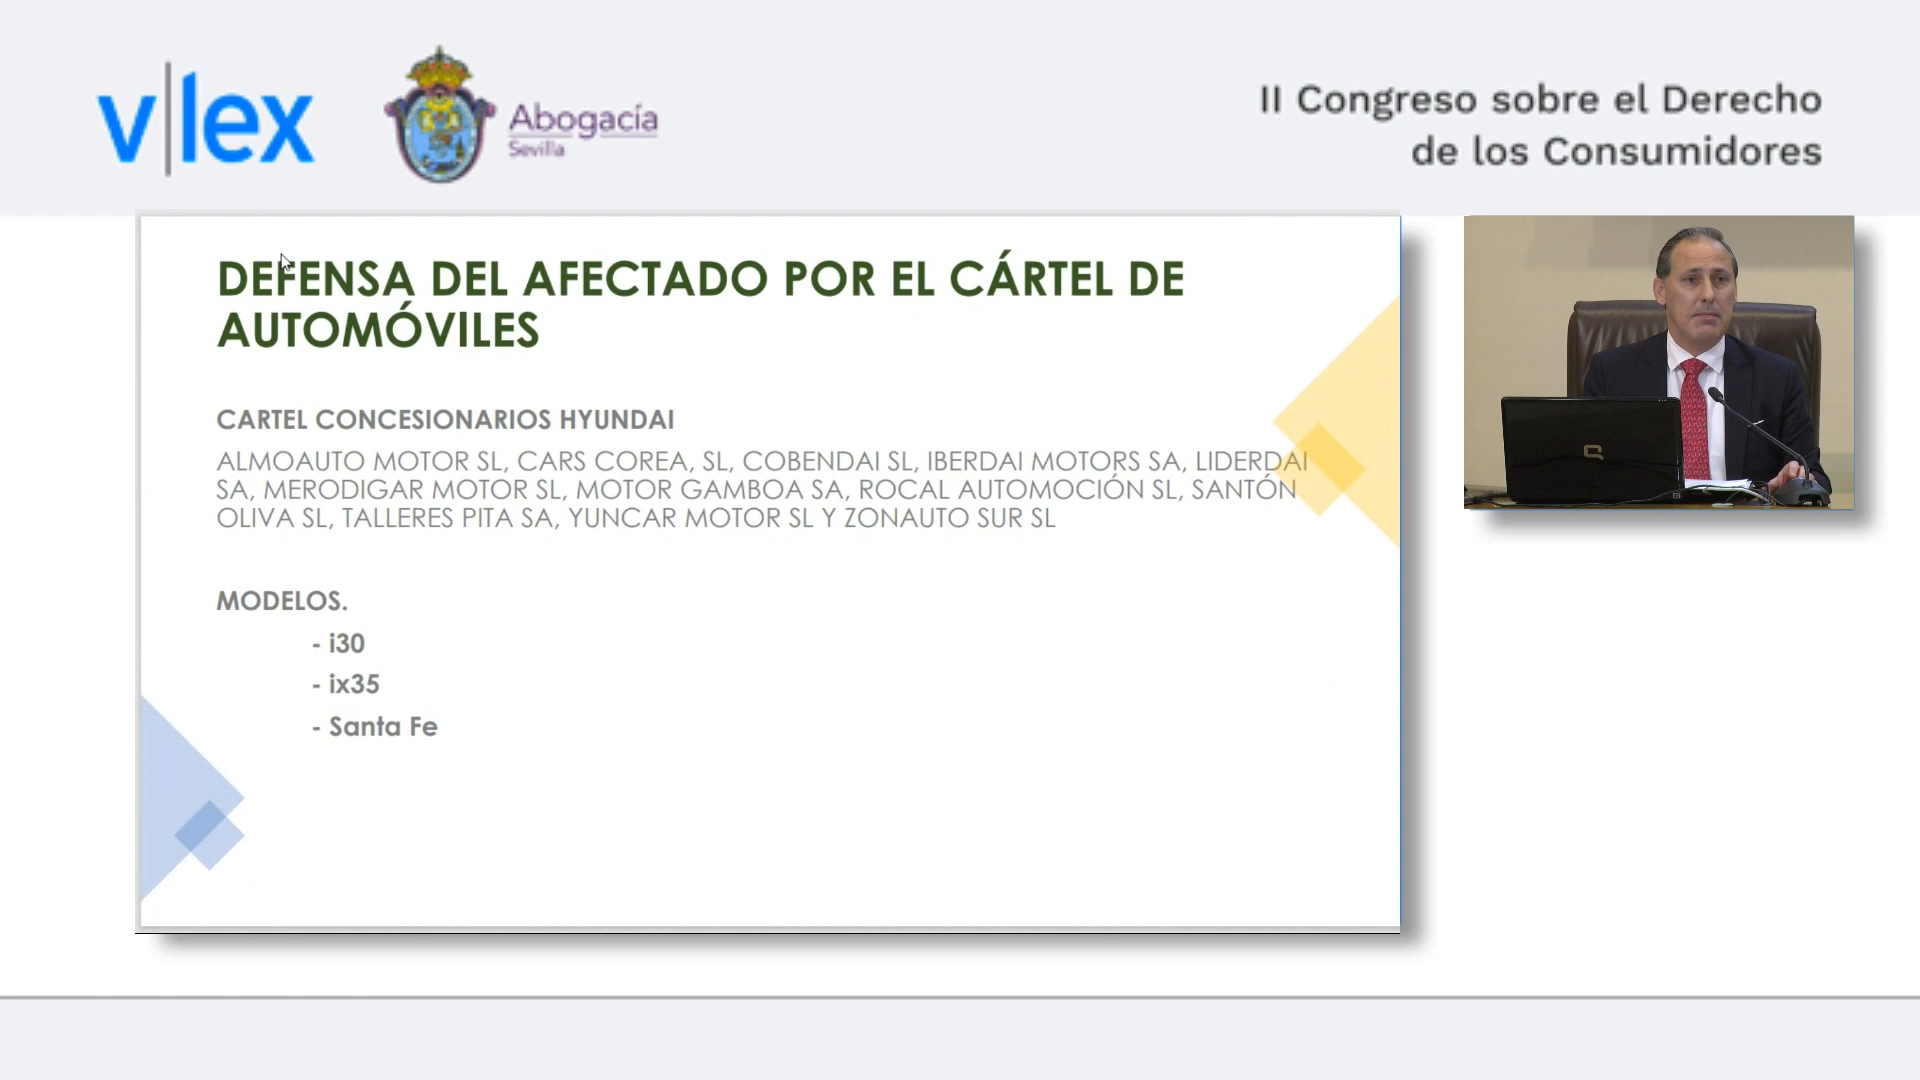 v|lex
Abogacía
Sevilla
II Congreso sobre el Derecho
de los Consumidores
DEFENSA DEL AFECTADO POR EL CÁRTEL DE
AUTOMÓVILES
CARTEL CONCESIONARIOS HYUNDAI
ALMOAUTO MOTOR SL, CARS COREA, SL, COBENDAI SL, IBERDAI MOTORS SA, LIDERDAI
SA, MERODIGAR MOTOR SL, MOTOR GAMBOA SA, ROCAL AUTOMOCIÓN SL, SANTÓN
OLIVA SL, TALLERES PITA SA, YUNCAR MOTOR SL Y ZONAUTO SUR SL
MODELOS.
- i30
- ix35
- Santa Fe